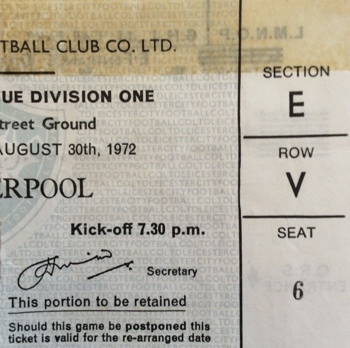 TBALL CLUB CO. LTD.
UE DIVISION ONE
treet Ground
AUGUST 30th, 1972
ERPOOL
Kick-off 7.30 p.m.
Secretary
This portion to be retained
Should this game be postponed this
ticket is valid for the re-arranged date
SECTION
E
ROW
V
SEAT
6